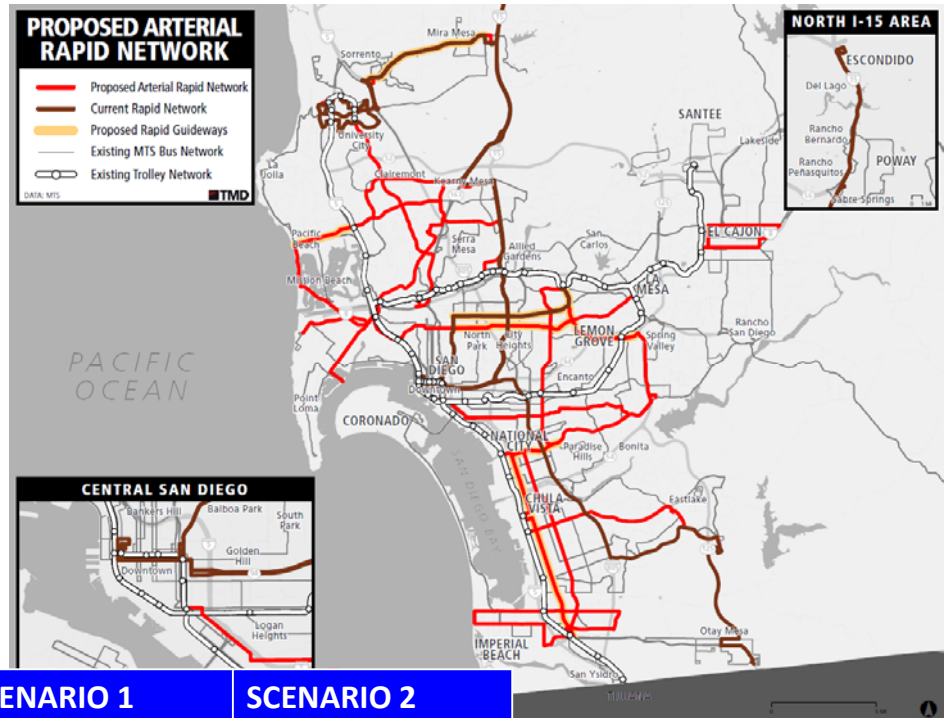 PROPOSED ARTERIAL
RAPID NETWORK
Proposed Arterial Rapid Network
Current Rapid Network
Proposed Rapid Guideways
Existing MTS Bus Network
Existing Trolley Network
DATA: MTS
TMD
NORTH I-15 AREA
ESCONDIDO
Del Lago
Rancho
Bernardo
POWAY
Rancho
Peñasquitos
Sabre Springs
Mira Mesa
Sorrento
University
City
Jolla
Clairemont
Kearny Mesa
SANTEE
Lakeside
Pacific
Beach
Serra
Mesa
Allied
Gardens
San
Carlos
EL CAJON
Mission Beach
LA
MESA
North
Park
City
Heights
LEMON
GROVE
Spring
Valley
Rancho
San Diego
SAN
DIEGO
Downtown
Encanto
PACIFIC
OCEAN
Point
Loma
CORONADO
NATIONAL
CITY
Paradise
Hills
Bonita
SAN DIEGO BAY
CHULA
VISTA
Eastlake
Otay Mesa
IMPERIAL
BEACH
San Ysidro
TIJUANA
CENTRAL SAN DIEGO
Bankers Hill
Balboa Park
South
Park
Golden
Hill
Downtown
Logan
Heights
ENARIO 1
SCENARIO 2